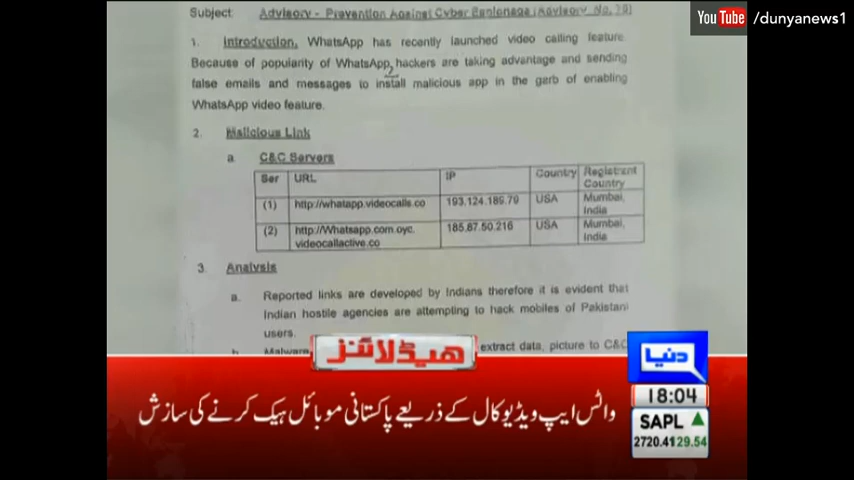 YouTube /dunyanews1
Subject: Advisory - Prevention Against Cyber Espionage (Advisory No. 19)
1. Introduction. WhatsApp has recently launched video calling feature.
Because of popularity of WhatsApp, hackers are taking advantage and sending
false emails and messages to install malicious app in the garb of enabling
WhatsApp video feature.
2. Malicious Link
a. C&C Servers
Ser URL IP Country Registrant Country
(1) http://whatapp.videocalls.co 193.124.189.79 USA Mumbai, India
(2) http://Whatsapp.com.oyc.videocallactive.co 185.87.50.216 USA Mumbai, India
3. Analysis
a. Reported links are developed by Indians therefore it is evident that
Indian hostile agencies are attempting to hack mobiles of Pakistani
users.
b. extract data, picture to C&C
ہیڈلائنز
دنیا
18:04
واٹس ایپ ویڈیو کال کے ذریعے پاکستانی موبائل ہیک کرنے کی سازش
SAPL ▲
2720.41 29.54